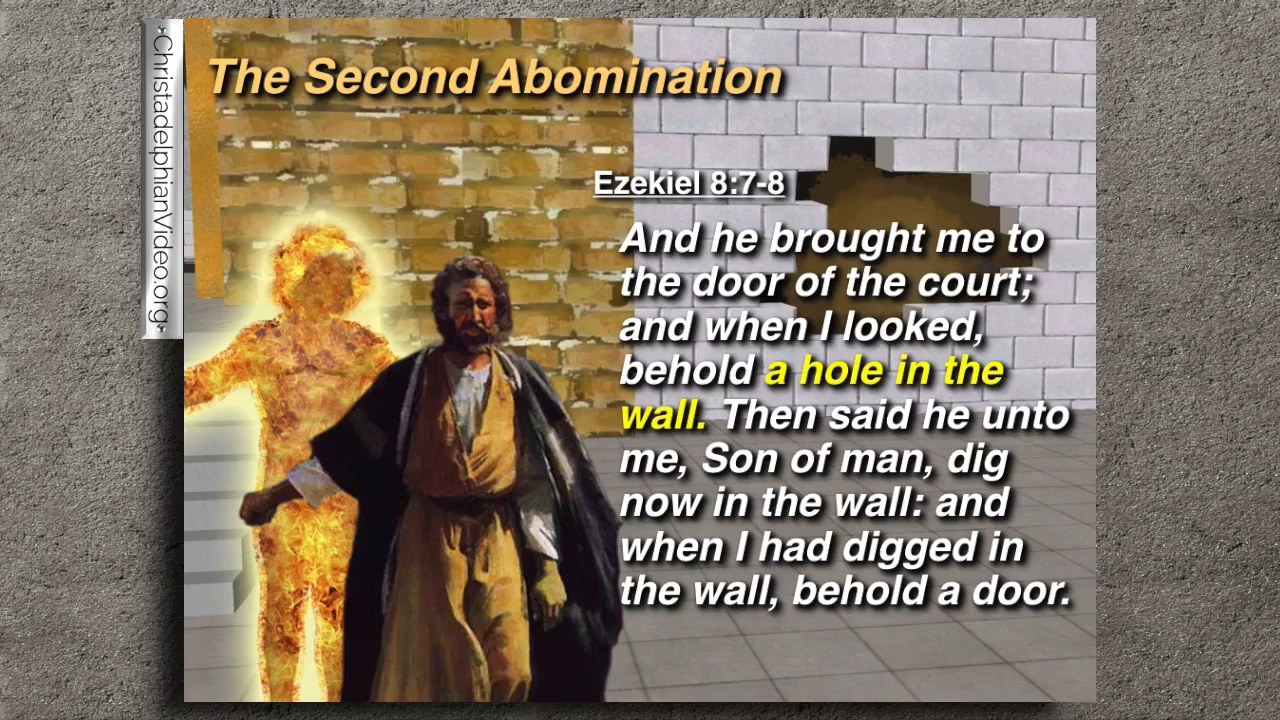 ·ChristadelphianVideo.org·
The Second Abomination
Ezekiel 8:7-8
And he brought me to
the door of the court;
and when I looked,
behold a hole in the
wall. Then said he unto
me, Son of man, dig
now in the wall: and
when I had digged in
the wall, behold a door.